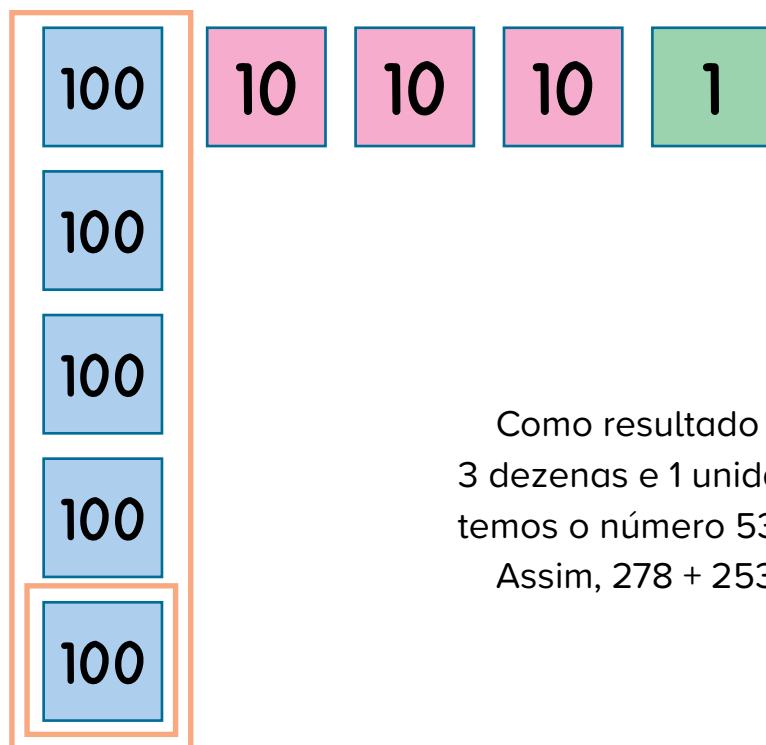 100 10 10 10 1
100
100
100
Como resultado
3 dezenas e 1
temos o número
Assim, 278 +
100